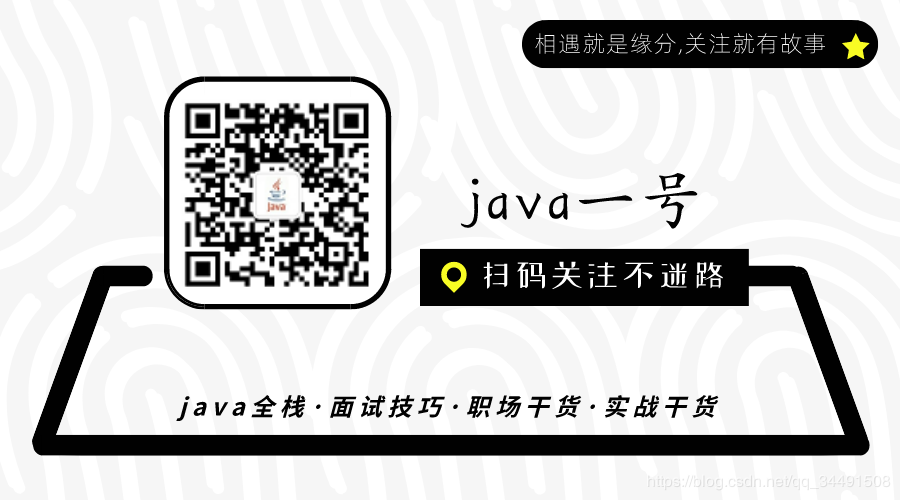 相遇就是缘分,关注就有故事
java
java一号
扫码关注不迷路
java全栈·面试技巧·职场干货·实战干货
https://blog.csdn.net/qq_34491508